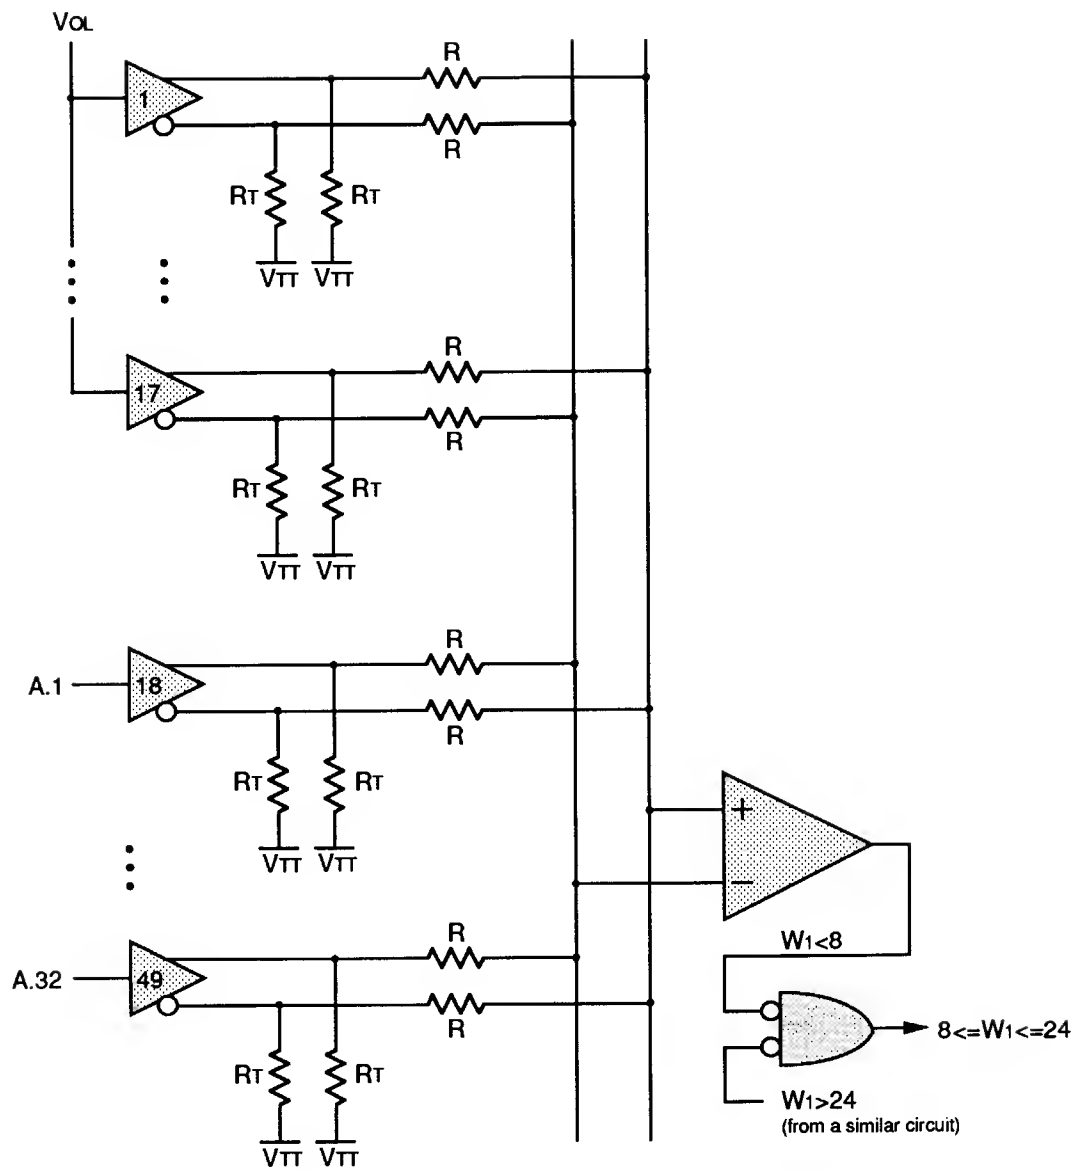 VOL
R
1
R
RT RT
VTT VTT
R
17
R
RT RT
VTT VTT
R
A.1 18
R
RT RT
VTT VTT
+
−
R
A.32 49
R
RT RT
VTT VTT
W1<8
8<=W1<=24
W1>24
(from a similar circuit)